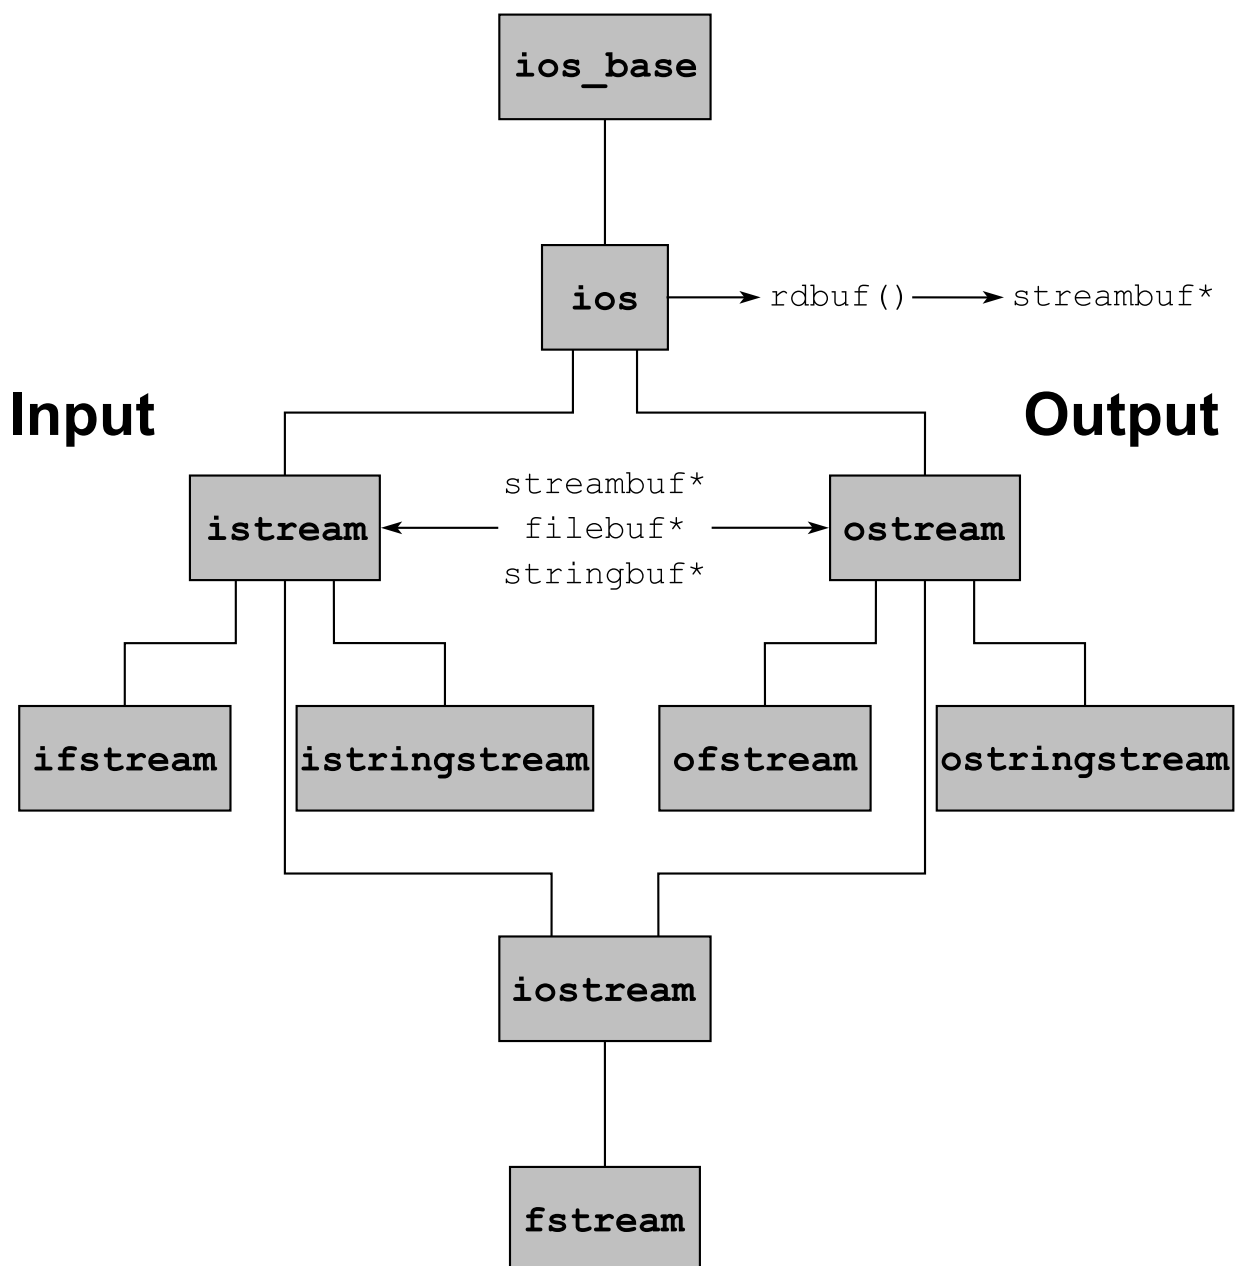 ios_base
ios
rdbuf()
streambuf*
Input
Output
streambuf*
istream
filebuf*
ostream
stringbuf*
ifstream
istringstream
ofstream
ostringstream
iostream
fstream